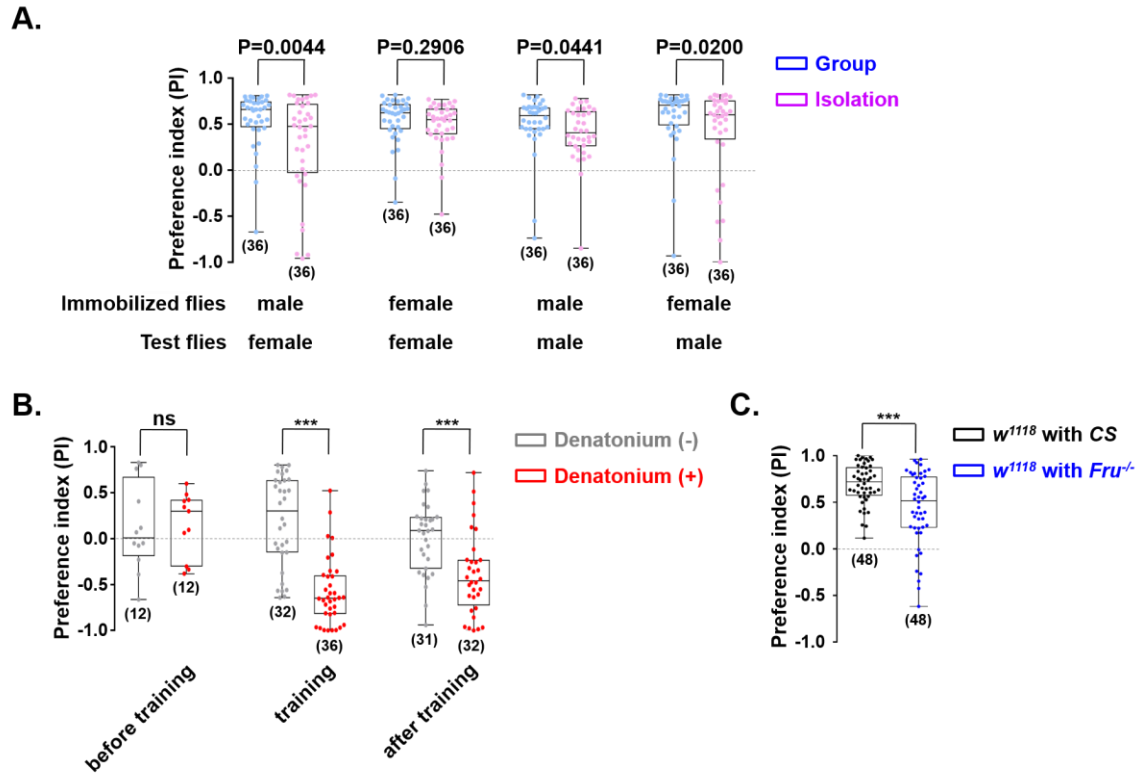 A.
P=0.0044 P=0.2906 P=0.0441 P=0.0200
Group
Isolation
Preference index (PI)
1.0
0.5
0.0
-0.5
-1.0
(36) (36) (36) (36) (36) (36) (36) (36)
Immobilized flies male female male female
Test flies female female male male
B.
ns *** ***
Denatonium (-)
Denatonium (+)
Preference index (PI)
1.0
0.5
0.0
-0.5
-1.0
(12) (12) (32) (36) (31) (32)
before training training after training
C.
***
w1118 with CS
w1118 with Fru-/-
Preference index (PI)
1.0
0.5
0.0
-0.5
-1.0
(48) (48)